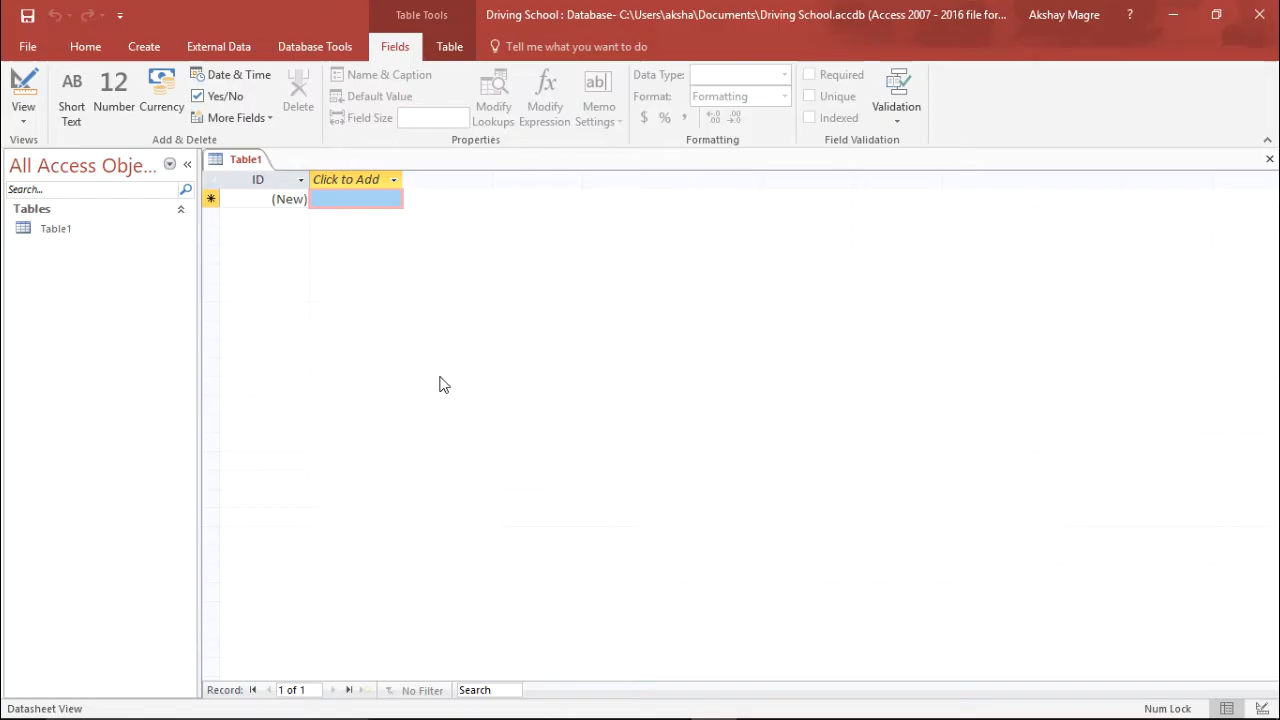 Table Tools
Driving School : Database- C:\Users\aksha\Documents\Driving School.accdb (Access 2007 - 2016 file for...
Akshay Magre
?
File
Home
Create
External Data
Database Tools
Fields
Table
Tell me what you want to do
View
AB
Short
Text
12
Number
Currency
Date & Time
Yes/No
More Fields
Delete
Name & Caption
Default Value
Field Size
Modify
Lookups
fx
Modify
Expression
ab|
Memo
Settings
Data Type:
Format:
Formatting
$ % ,
Required
Unique
Indexed
Validation
Views
Add & Delete
Properties
Formatting
Field Validation
All Access Obje...
Search...
Tables
Table1
Table1
ID
Click to Add
(New)
Record:
1 of 1
No Filter
Search
Datasheet View
Num Lock